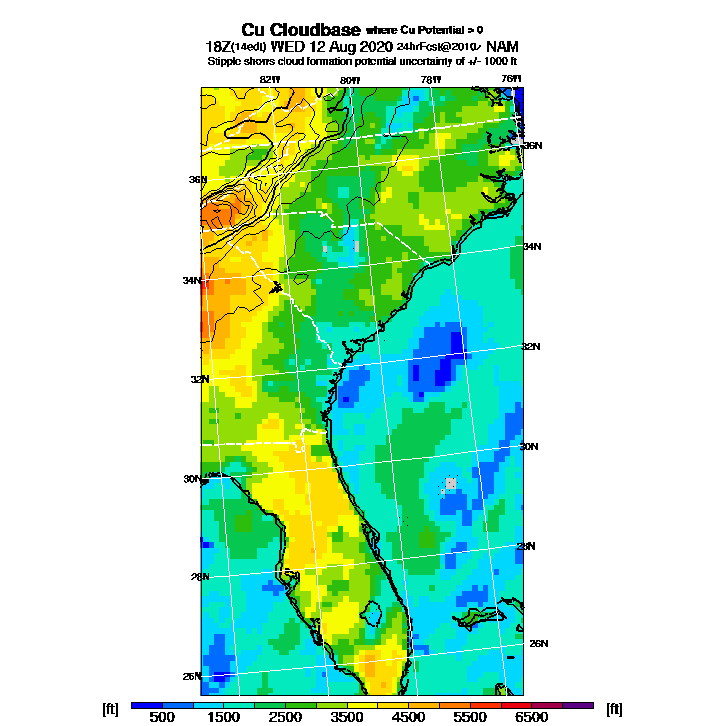 Cu Cloudbase where Cu Potential > 0
18Z(14edt) WED 12 Aug 2020 24hrFcst@2010z NAM
Stipple shows cloud formation potential uncertainty of +/- 1000 ft
82W 80W 78W 76W
36N
36N
34N
34N
32N
32N
30N
30N
28N
28N
26N
26N
[ft] 500 1500 2500 3500 4500 5500 6500 [ft]